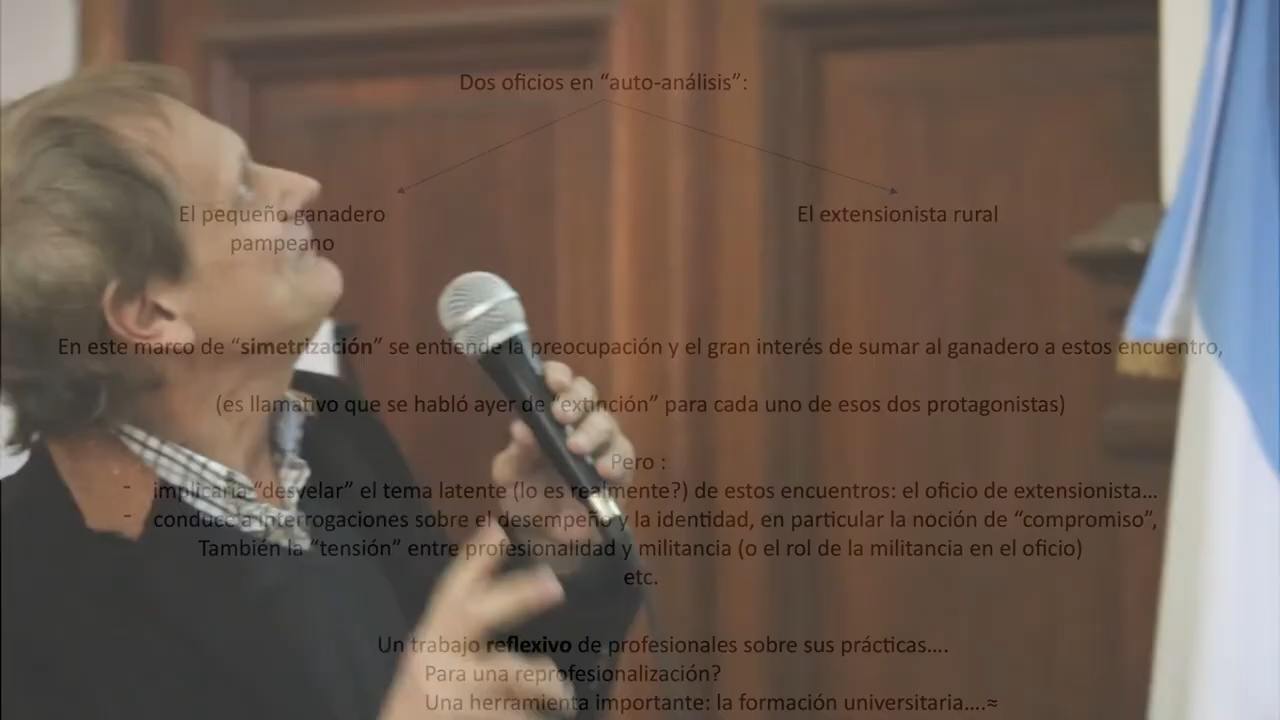 Dos oficios en “auto-análisis”:
El pequeño ganadero
pampeano
El extensionista rural
En este marco de “simetrización” se entiende la preocupación y el gran interés de sumar al ganadero a estos encuentro,
(es llamativo que se habló ayer de “extinción” para cada uno de esos dos protagonistas)
Pero :
- implicaría “desvelar” el tema latente (lo es realmente?) de estos encuentros: el oficio de extensionista…
- conduce a interrogaciones sobre el desempeño y la identidad, en particular la noción de “compromiso”,
También la “tensión” entre profesionalidad y militancia (o el rol de la militancia en el oficio)
etc.
Un trabajo reflexivo de profesionales sobre sus prácticas….
Para una reprofesionalización?
Una herramienta importante: la formación universitaria….≈